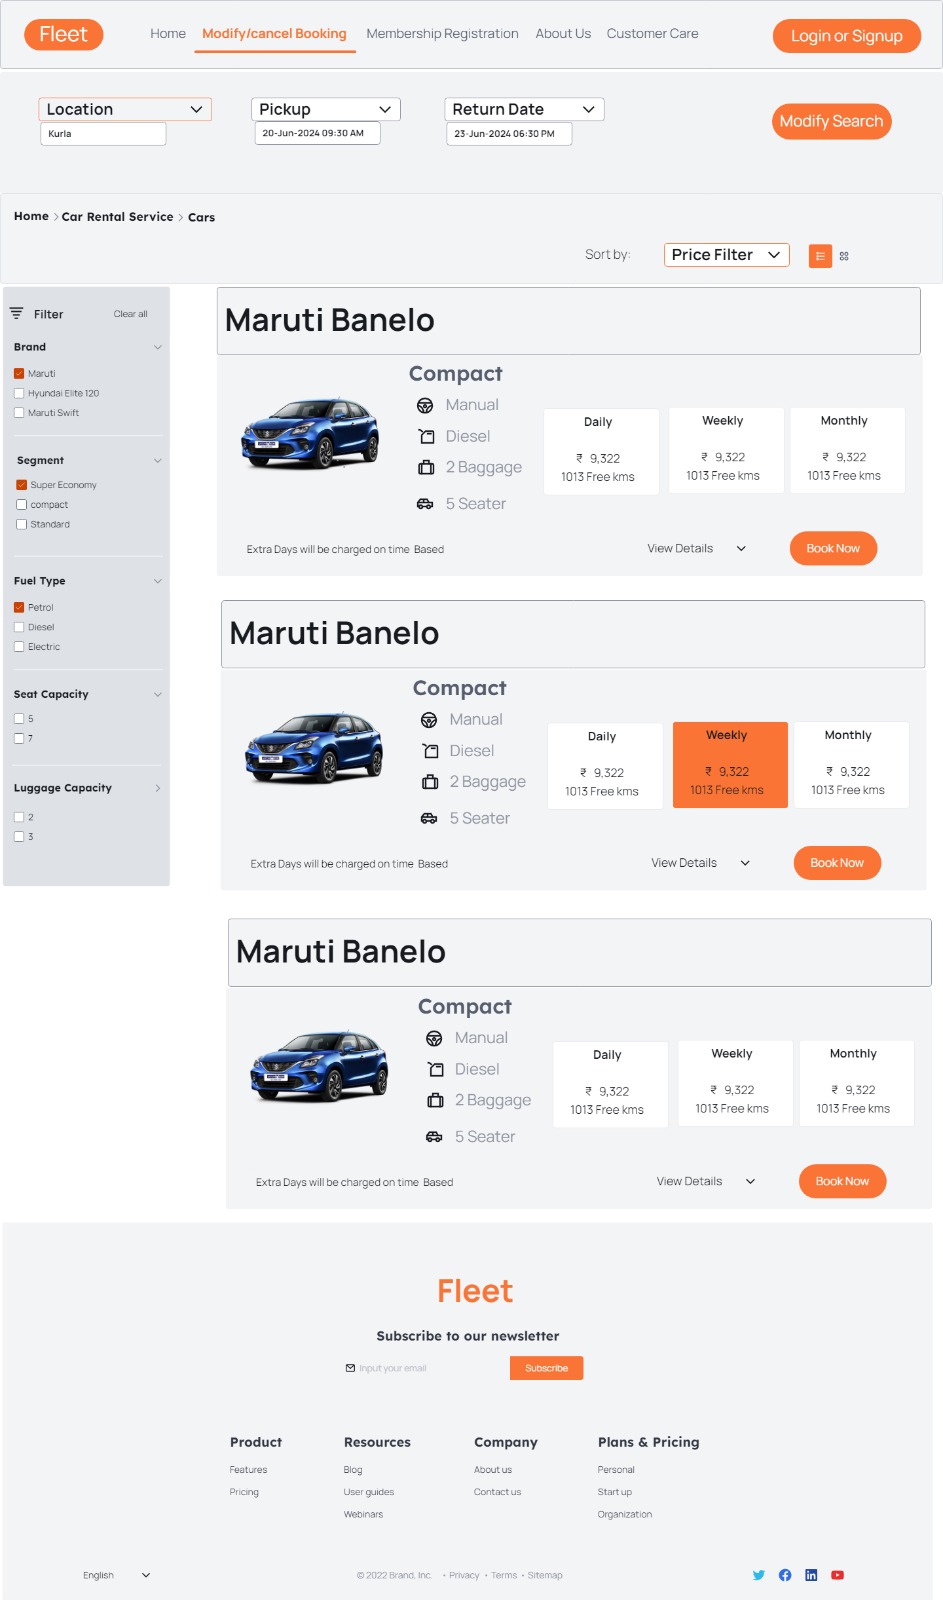 Fleet
Home Modify/cancel Booking Membership Registration About Us Customer Care
Login or Signup
Location Pickup Return Date
Kurla 20-Jun-2024 09:30 AM 23-Jun-2024 06:30 PM
Modify Search
Home > Car Rental Service > Cars
Sort by: Price Filter
Filter Clear all
Brand
Maruti
Hyundai Elite 120
Maruti Swift
Segment
Super Economy
compact
Standard
Fuel Type
Petrol
Diesel
Electric
Seat Capacity
5
7
Luggage Capacity
2
3
Maruti Banelo
Compact
Manual
Diesel
2 Baggage
5 Seater
Daily
₹ 9,322
1013 Free kms
Weekly
₹ 9,322
1013 Free kms
Monthly
₹ 9,322
1013 Free kms
Extra Days will be charged on time Based
View Details
Book Now
Maruti Banelo
Compact
Manual
Diesel
2 Baggage
5 Seater
Daily
₹ 9,322
1013 Free kms
Weekly
₹ 9,322
1013 Free kms
Monthly
₹ 9,322
1013 Free kms
Extra Days will be charged on time Based
View Details
Book Now
Maruti Banelo
Compact
Manual
Diesel
2 Baggage
5 Seater
Daily
₹ 9,322
1013 Free kms
Weekly
₹ 9,322
1013 Free kms
Monthly
₹ 9,322
1013 Free kms
Extra Days will be charged on time Based
View Details
Book Now
Fleet
Subscribe to our newsletter
Input your email
Subscribe
Product
Features
Pricing
Resources
Blog
User guides
Webinars
Company
About us
Contact us
Plans & Pricing
Personal
Start up
Organization
English
© 2022 Brand, Inc. • Privacy • Terms • Sitemap